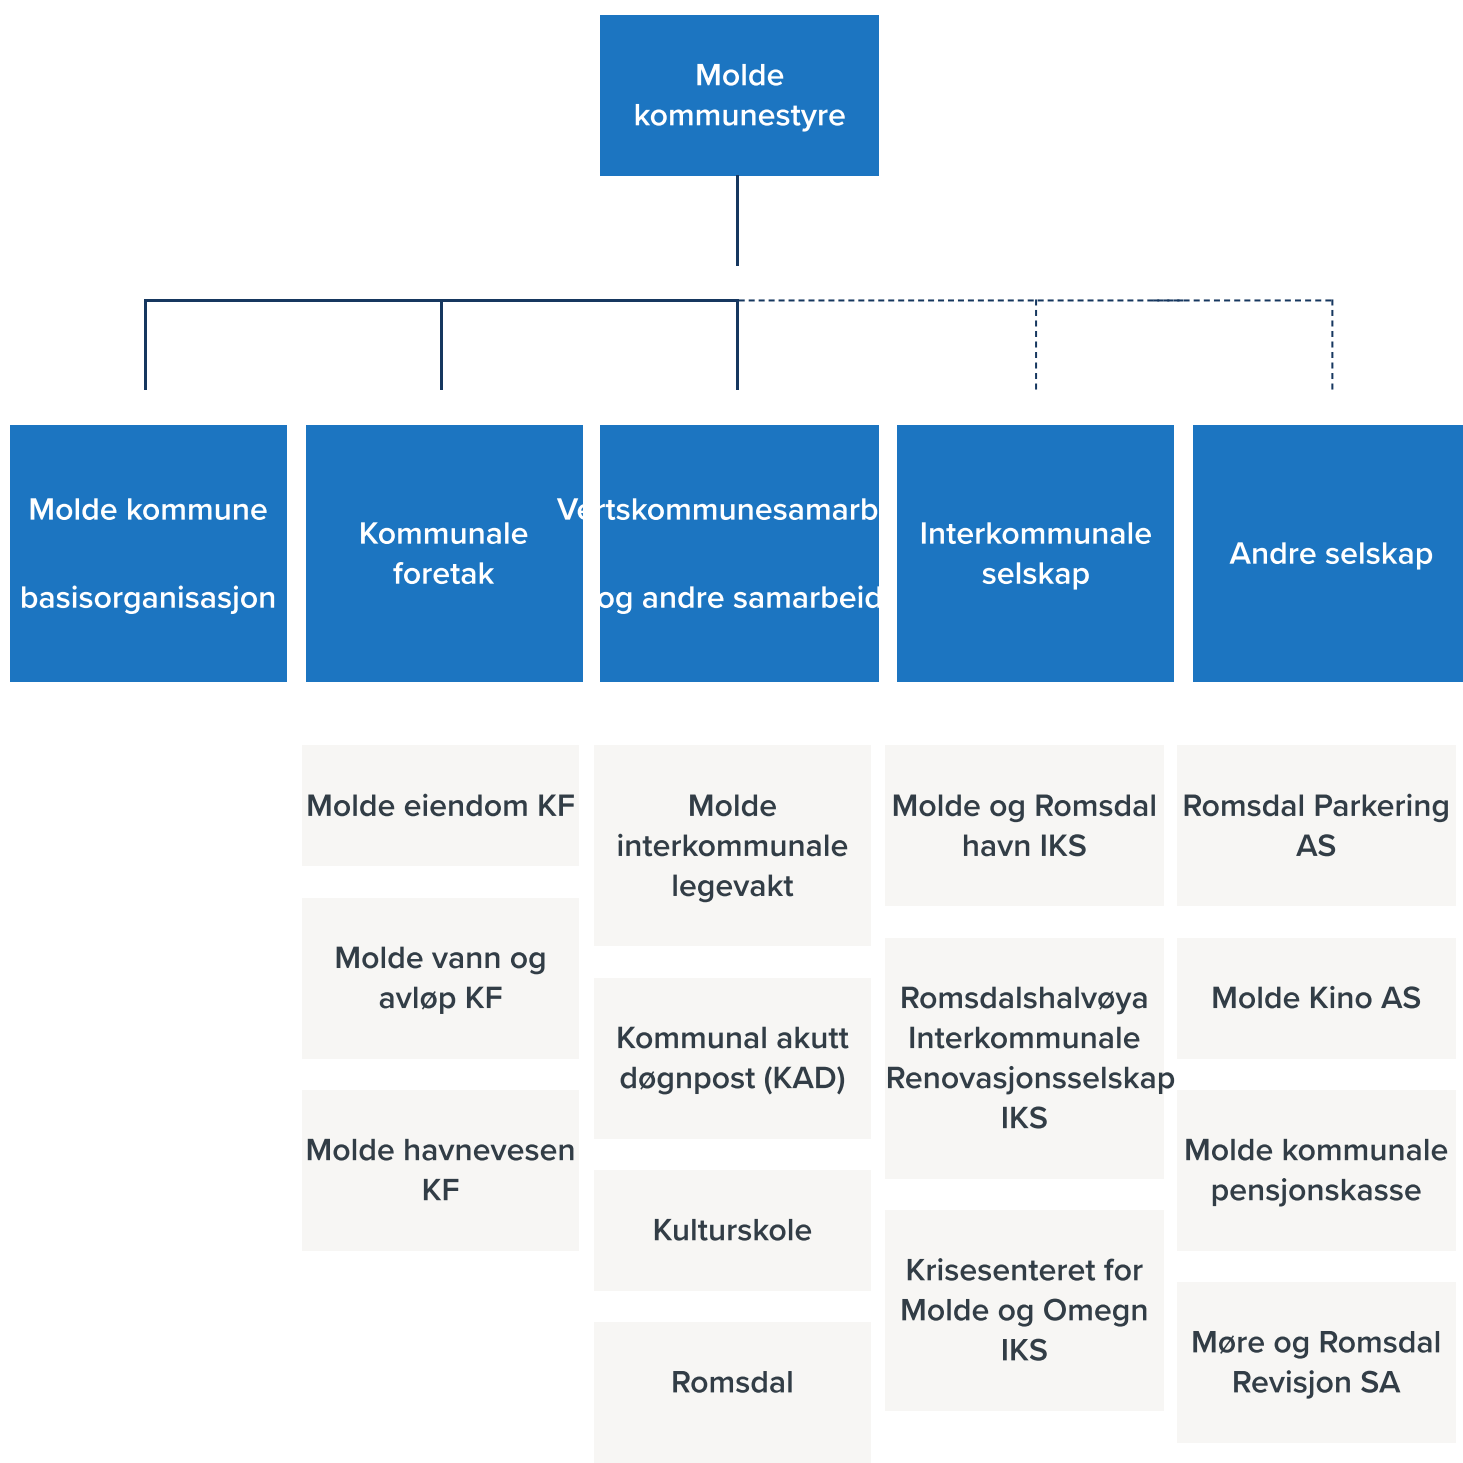 Molde
kommunestyre
Molde kommune
basisorganisasjon
Kommunale
foretak
Vertskommunesamarb
og andre samarbeid
Interkommunale
selskap
Andre selskap
Molde eiendom KF
Molde vann og
avløp KF
Molde havnevesen
KF
Molde
interkommunale
legevakt
Kommunal akutt
døgnpost (KAD)
Kulturskole
Romsdal
Molde og Romsdal
havn IKS
Romsdalshalvøya
Interkommunale
Renovasjonsselskap
IKS
Krisesenteret for
Molde og Omegn
IKS
Romsdal Parkering
AS
Molde Kino AS
Molde kommunale
pensjonskasse
Møre og Romsdal
Revisjon SA